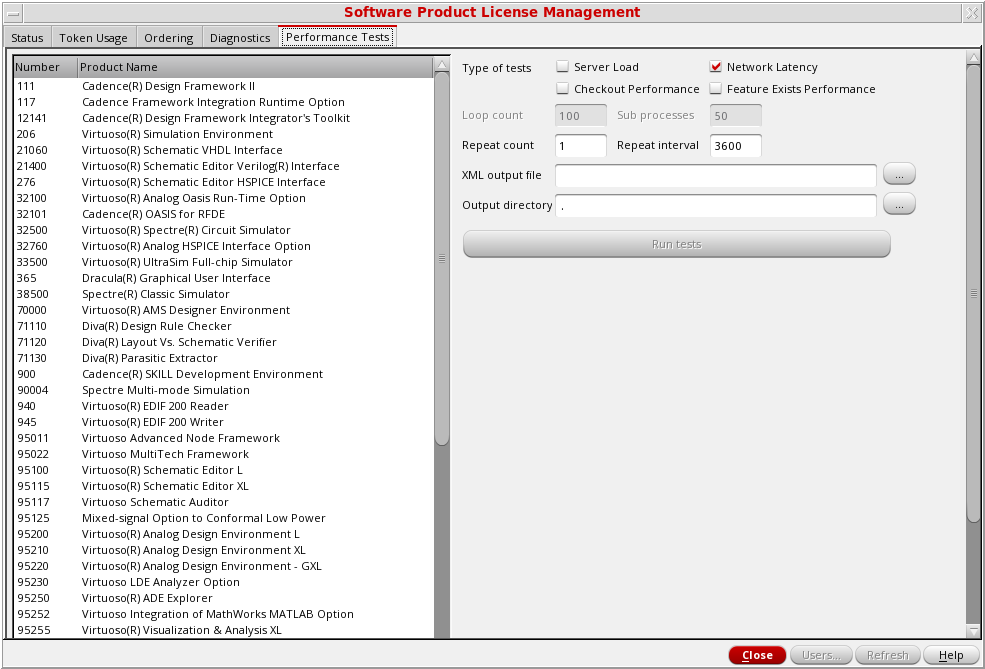 Software Product License Management
Status Token Usage Ordering Diagnostics Performance Tests
Number Product Name
111 Cadence(R) Design Framework II
117 Cadence Framework Integration Runtime Option
12141 Cadence(R) Design Framework Integrator's Toolkit
206 Virtuoso(R) Simulation Environment
21060 Virtuoso(R) Schematic VHDL Interface
21400 Virtuoso(R) Schematic Editor Verilog(R) Interface
276 Virtuoso(R) Schematic Editor HSPICE Interface
32100 Virtuoso(R) Analog Oasis Run-Time Option
32101 Cadence(R) OASIS for RFDE
32500 Virtuoso(R) Spectre(R) Circuit Simulator
32760 Virtuoso(R) Analog HSPICE Interface Option
33500 Virtuoso(R) UltraSim Full-chip Simulator
365 Dracula(R) Graphical User Interface
38500 Spectre(R) Classic Simulator
70000 Virtuoso(R) AMS Designer Environment
71110 Diva(R) Design Rule Checker
71120 Diva(R) Layout Vs. Schematic Verifier
71130 Diva(R) Parasitic Extractor
900 Cadence(R) SKILL Development Environment
90004 Spectre Multi-mode Simulation
940 Virtuoso(R) EDIF 200 Reader
945 Virtuoso(R) EDIF 200 Writer
95011 Virtuoso Advanced Node Framework
95022 Virtuoso MultiTech Framework
95100 Virtuoso(R) Schematic Editor L
95115 Virtuoso(R) Schematic Editor XL
95117 Virtuoso Schematic Auditor
95125 Mixed-signal Option to Conformal Low Power
95200 Virtuoso(R) Analog Design Environment L
95210 Virtuoso(R) Analog Design Environment XL
95220 Virtuoso(R) Analog Design Environment - GXL
95230 Virtuoso LDE Analyzer Option
95250 Virtuoso(R) ADE Explorer
95252 Virtuoso Integration of MathWorks MATLAB Option
95255 Virtuoso(R) Visualization & Analysis XL
Type of tests Server Load Network Latency
Checkout Performance Feature Exists Performance
Loop count 100 Sub processes 50
Repeat count 1 Repeat interval 3600
XML output file ...
Output directory . ...
Run tests
Close Users... Refresh Help